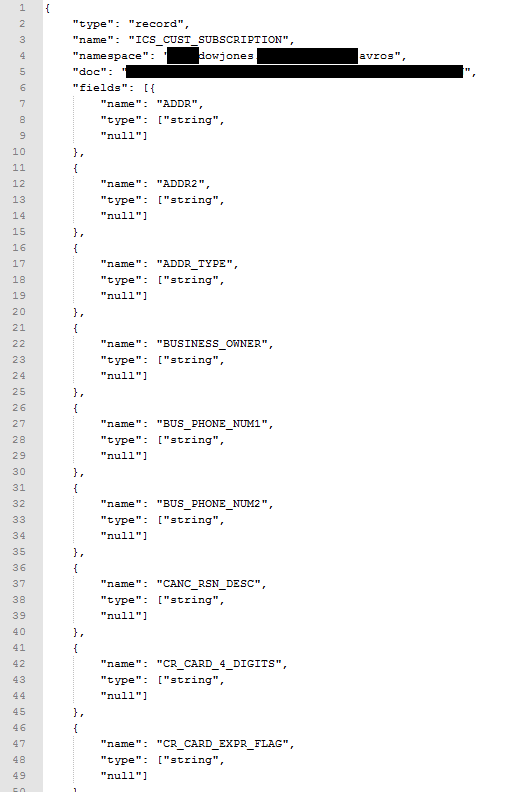 1 {
2 "type": "record",
3 "name": "ICS_CUST_SUBSCRIPTION",
4 "namespace": " dowjones avros",
5 "doc": " ",
6 "fields": [{
7 "name": "ADDR",
8 "type": ["string",
9 "null"]
10 },
11 {
12 "name": "ADDR2",
13 "type": ["string",
14 "null"]
15 },
16 {
17 "name": "ADDR_TYPE",
18 "type": ["string",
19 "null"]
20 },
21 {
22 "name": "BUSINESS_OWNER",
23 "type": ["string",
24 "null"]
25 },
26 {
27 "name": "BUS_PHONE_NUM1",
28 "type": ["string",
29 "null"]
30 },
31 {
32 "name": "BUS_PHONE_NUM2",
33 "type": ["string",
34 "null"]
35 },
36 {
37 "name": "CANC_RSN_DESC",
38 "type": ["string",
39 "null"]
40 },
41 {
42 "name": "CR_CARD_4_DIGITS",
43 "type": ["string",
44 "null"]
45 },
46 {
47 "name": "CR_CARD_EXPR_FLAG",
48 "type": ["string",
49 "null"]